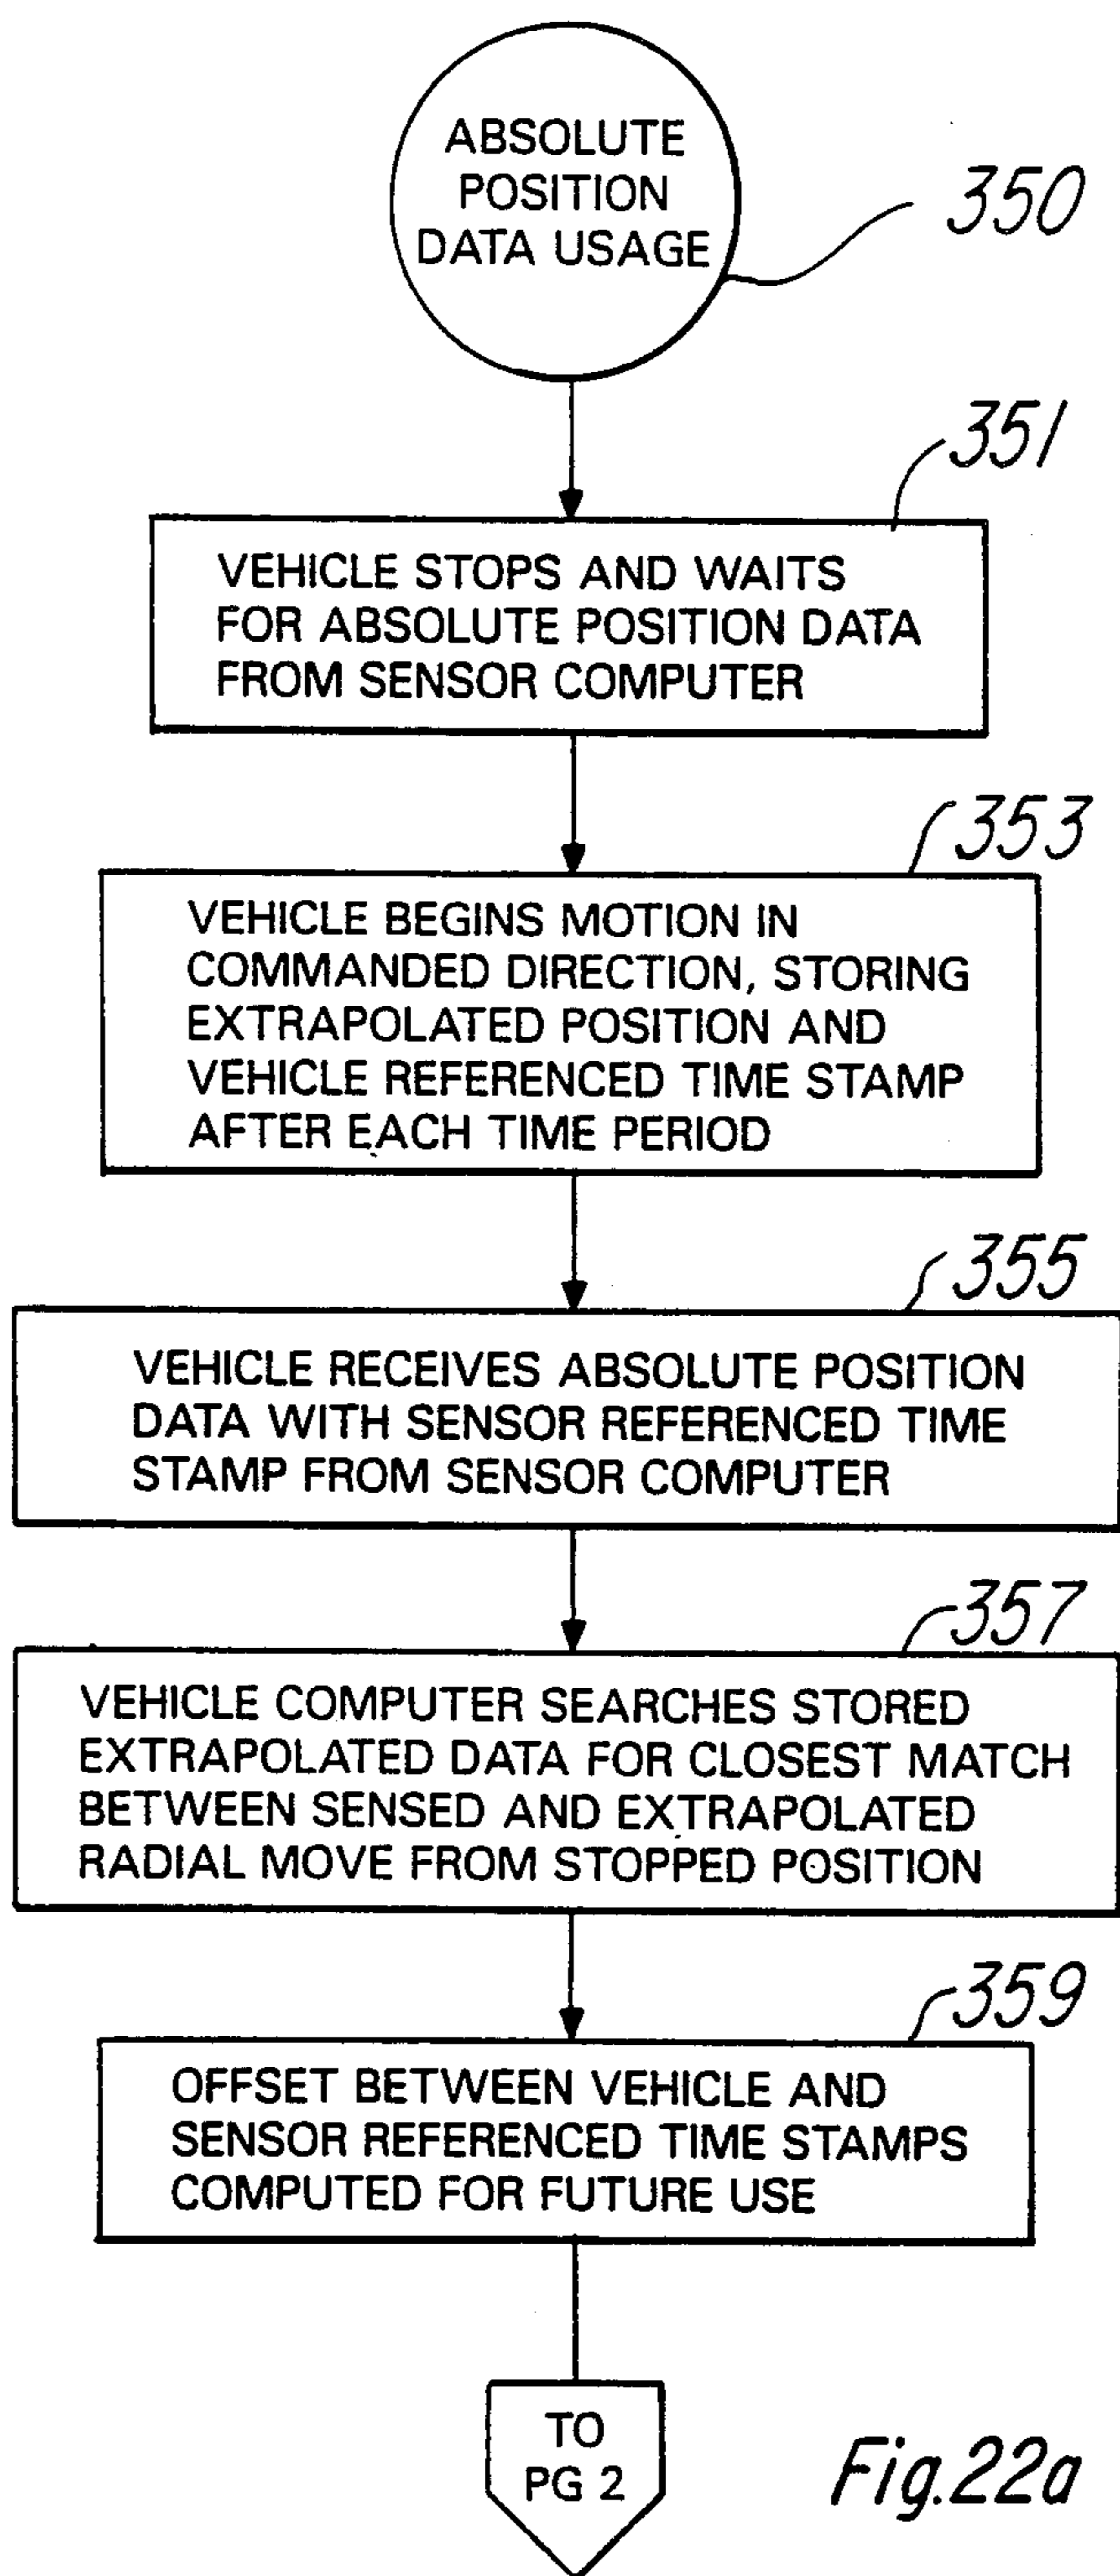 ABSOLUTE
POSITION
DATA USAGE
350
351
VEHICLE STOPS AND WAITS
FOR ABSOLUTE POSITION DATA
FROM SENSOR COMPUTER
353
VEHICLE BEGINS MOTION IN
COMMANDED DIRECTION, STORING
EXTRAPOLATED POSITION AND
VEHICLE REFERENCED TIME STAMP
AFTER EACH TIME PERIOD
355
VEHICLE RECEIVES ABSOLUTE POSITION
DATA WITH SENSOR REFERENCED TIME
STAMP FROM SENSOR COMPUTER
357
VEHICLE COMPUTER SEARCHES STORED
EXTRAPOLATED DATA FOR CLOSEST MATCH
BETWEEN SENSED AND EXTRAPOLATED
RADIAL MOVE FROM STOPPED POSITION
359
OFFSET BETWEEN VEHICLE AND
SENSOR REFERENCED TIME STAMPS
COMPUTED FOR FUTURE USE
TO
PG 2
Fig.22a